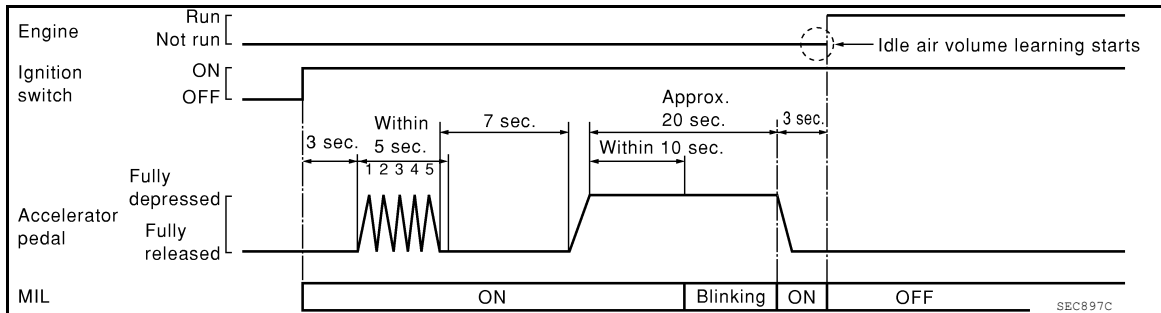 Engine
Run
Not run
Idle air volume learning starts
Ignition
switch
ON
OFF
Approx.
20 sec.
3 sec.
Within
5 sec.
7 sec.
3 sec.
Within 10 sec.
1 2 3 4 5
Accelerator
pedal
Fully
depressed
Fully
released
MIL
ON
Blinking
ON
OFF
SEC897C